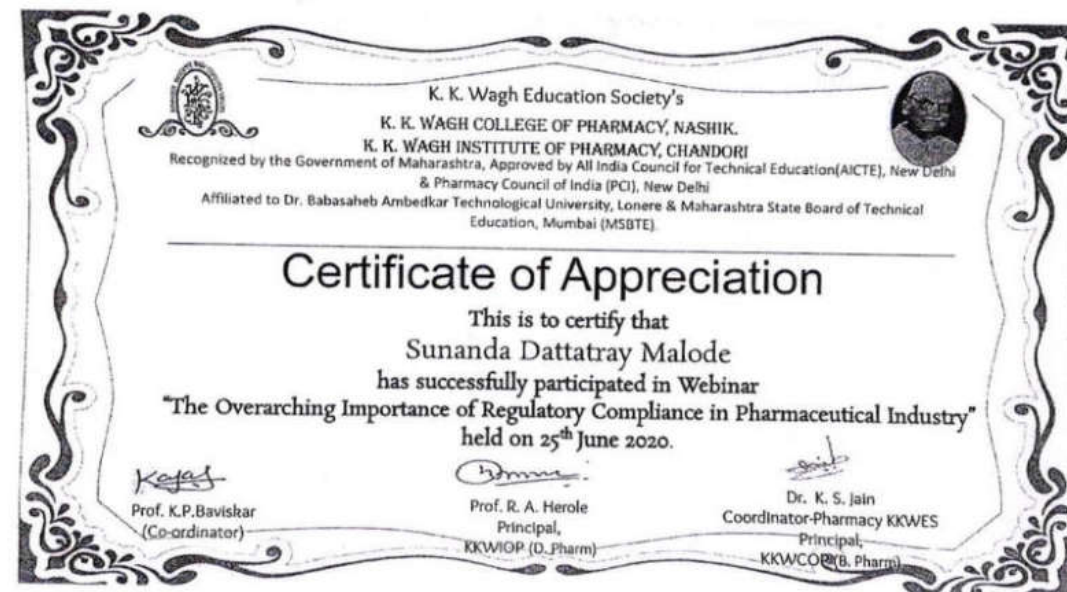 K. K. Wagh Education Society's
K. K. WAGH COLLEGE OF PHARMACY, NASHIK.
K. K. WAGH INSTITUTE OF PHARMACY, CHANDORI
Recognized by the Government of Maharashtra, Approved by All India Council for Technical Education(AICTE), New Delhi
& Pharmacy Council of India (PCI), New Delhi
Affiliated to Dr. Babasaheb Ambedkar Technological University, Lonere & Maharashtra State Board of Technical
Education, Mumbai (MSBTE).
Certificate of Appreciation
This is to certify that
Sunanda Dattatray Malode
has successfully participated in Webinar
"The Overarching Importance of Regulatory Compliance in Pharmaceutical Industry"
held on 25th June 2020.
Prof. K.P.Baviskar
(Co-ordinator)
Prof. R. A. Herole
Principal,
KKWIOP (D. Pharm)
Dr. K. S. Jain
Coordinator-Pharmacy KKWES
Principal,
KKWCOP(B. Pharm)